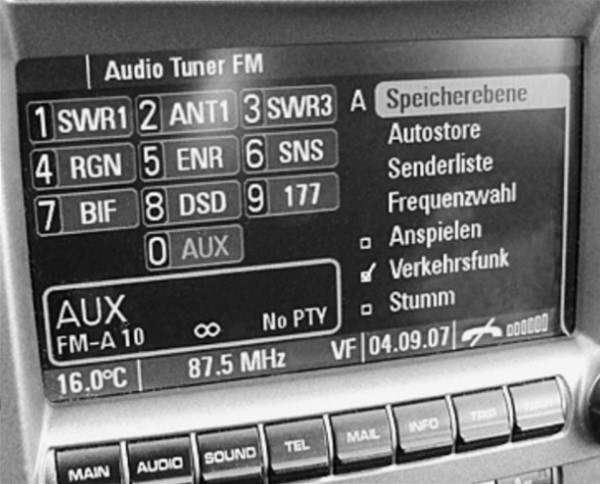 Audio Tuner FM
1 SWR1 2 ANT1 3 SWR3
4 RGN 5 ENR 6 SNS
7 BIF 8 DSD 9 177
0 AUX
A Speicherebene
Autostore
Senderliste
Frequenzwahl
Anspielen
Verkehrsfunk
Stumm
AUX
FM-A 10 ∞ No PTY
16.0°C 87.5 MHz VF 04.09.07
MAIN AUDIO SOUND TEL MAIL INFO TRIP NAVI